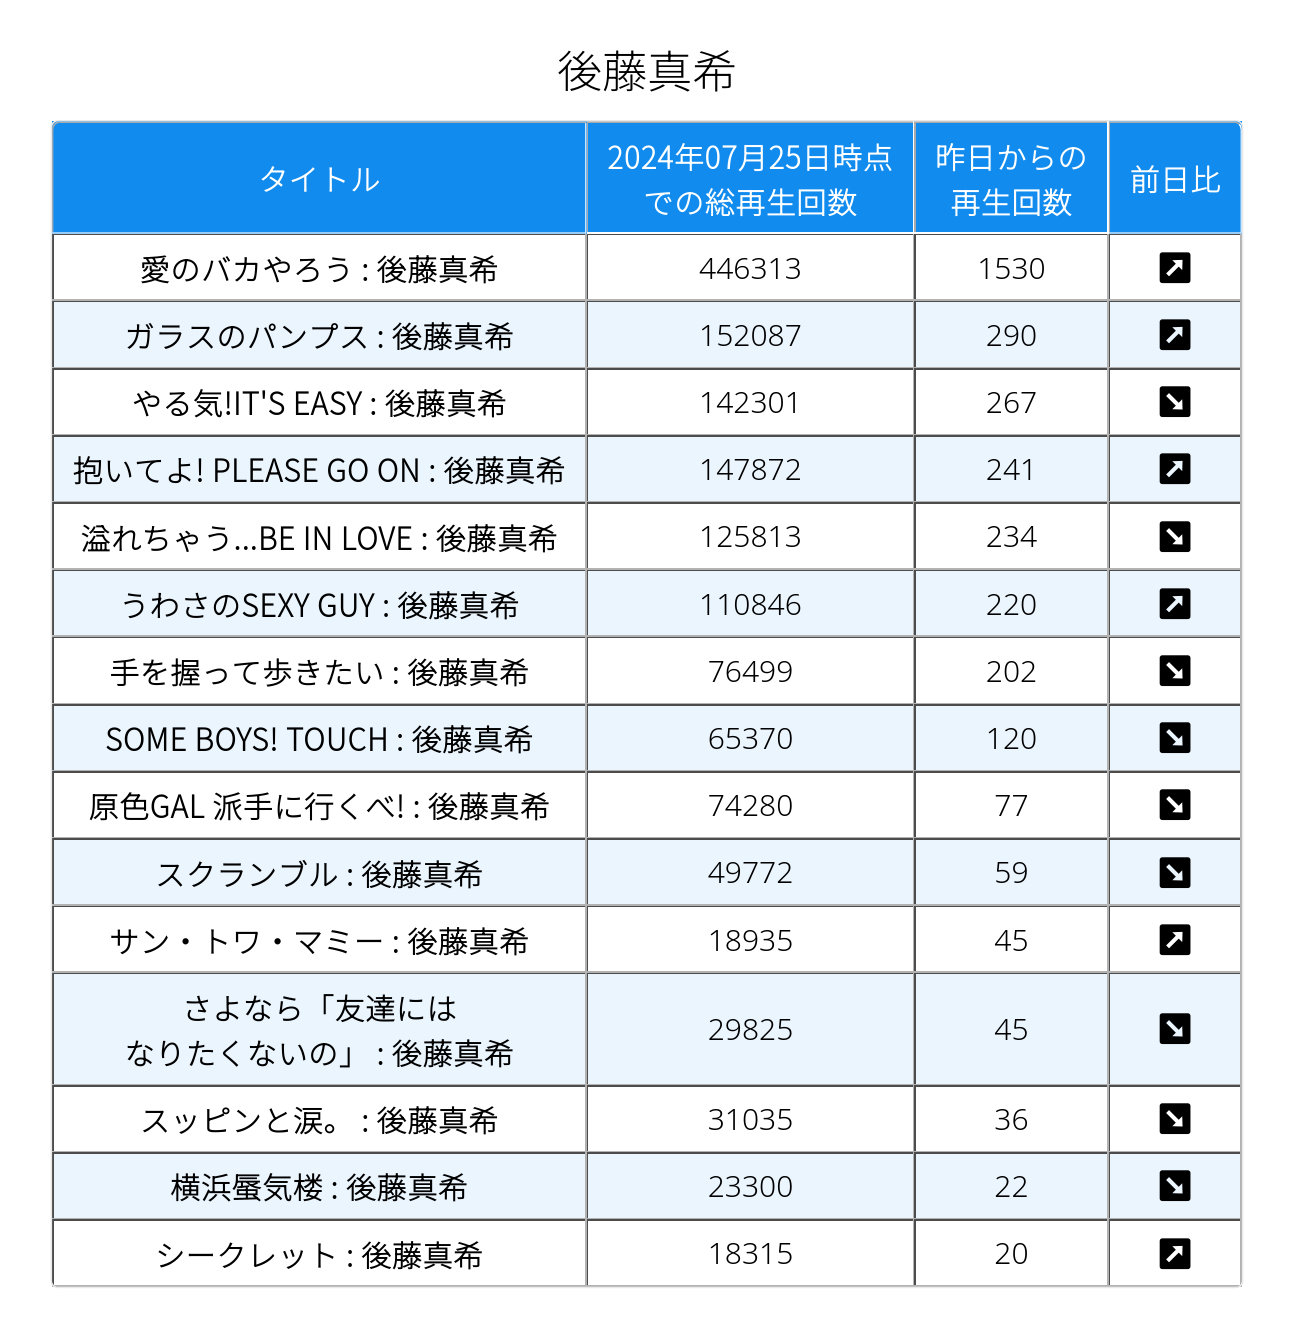 後藤真希
タイトル
2024年07月25日時点
での総再生回数
昨日からの
再生回数
前日比
愛のバカやろう : 後藤真希 446313 1530
ガラスのパンプス : 後藤真希 152087 290
やる気!IT'S EASY : 後藤真希 142301 267
抱いてよ! PLEASE GO ON : 後藤真希 147872 241
溢れちゃう...BE IN LOVE : 後藤真希 125813 234
うわさのSEXY GUY : 後藤真希 110846 220
手を握って歩きたい : 後藤真希 76499 202
SOME BOYS! TOUCH : 後藤真希 65370 120
原色GAL 派手に行くべ! : 後藤真希 74280 77
スクランブル : 後藤真希 49772 59
サン・トワ・マミー : 後藤真希 18935 45
さよなら「友達には
なりたくないの」 : 後藤真希 29825 45
スッピンと涙。 : 後藤真希 31035 36
横浜蜃気楼 : 後藤真希 23300 22
シークレット : 後藤真希 18315 20